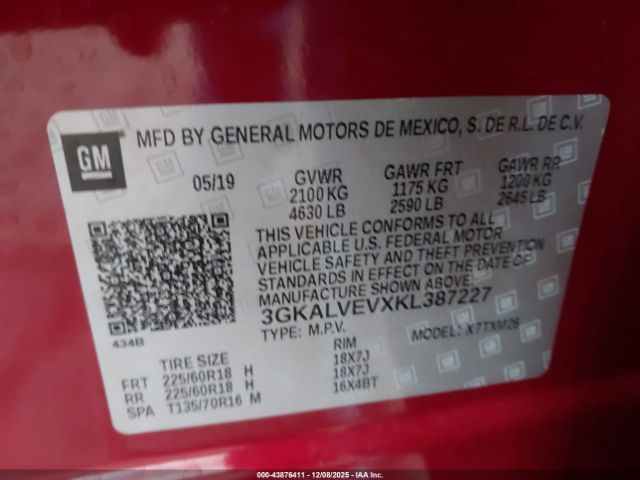 GM
MFD BY GENERAL MOTORS DE MEXICO, S. DE R.L. DE C.V.
05/19 GVWR GAWR FRT GAWR RR
2100 KG 1175 KG 1200 KG
4630 LB 2590 LB 2645 LB
THIS VEHICLE CONFORMS TO ALL
APPLICABLE U.S. FEDERAL MOTOR
VEHICLE SAFETY AND THEFT PREVENTION
STANDARDS IN EFFECT ON THE DATE OF
MANUFACTURE SHOWN ABOVE.
3GKALVEVXKL387227
434B TYPE: M.P.V. MODEL: X7TXM26
TIRE SIZE RIM
FRT 225/60R18 H 18X7J
RR 225/60R18 H 18X7J
SPA T135/70R16 M 16X4BT
000-43876411 - 12/08/2025 - IAAI.com